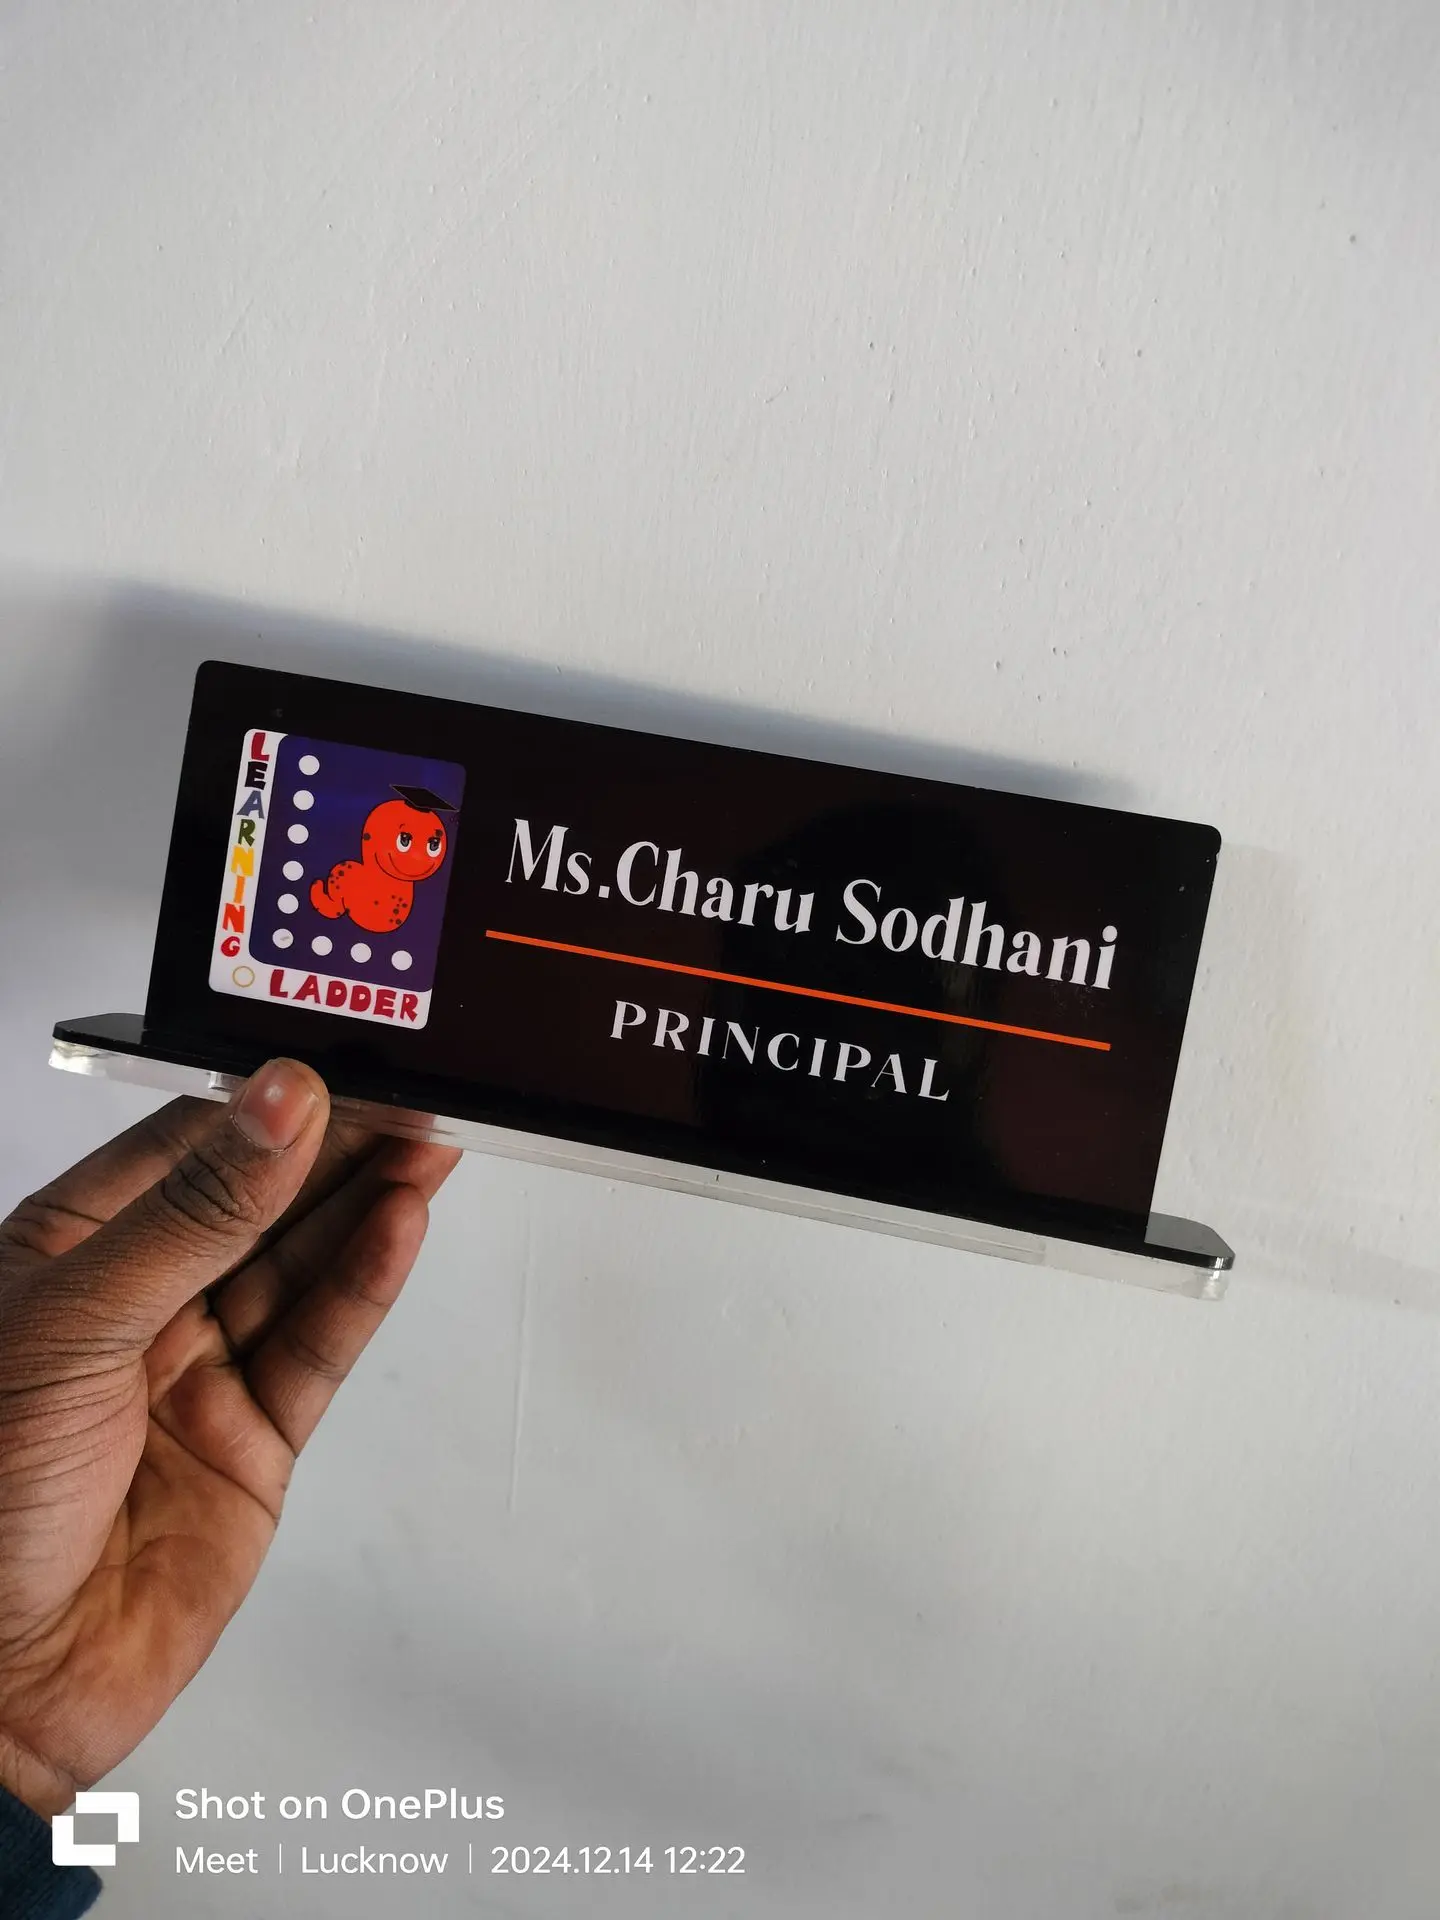 LEARNING
LADDER
Ms.Charu Sodhani
PRINCIPAL
Shot on OnePlus
Meet | Lucknow | 2024.12.14 12:22